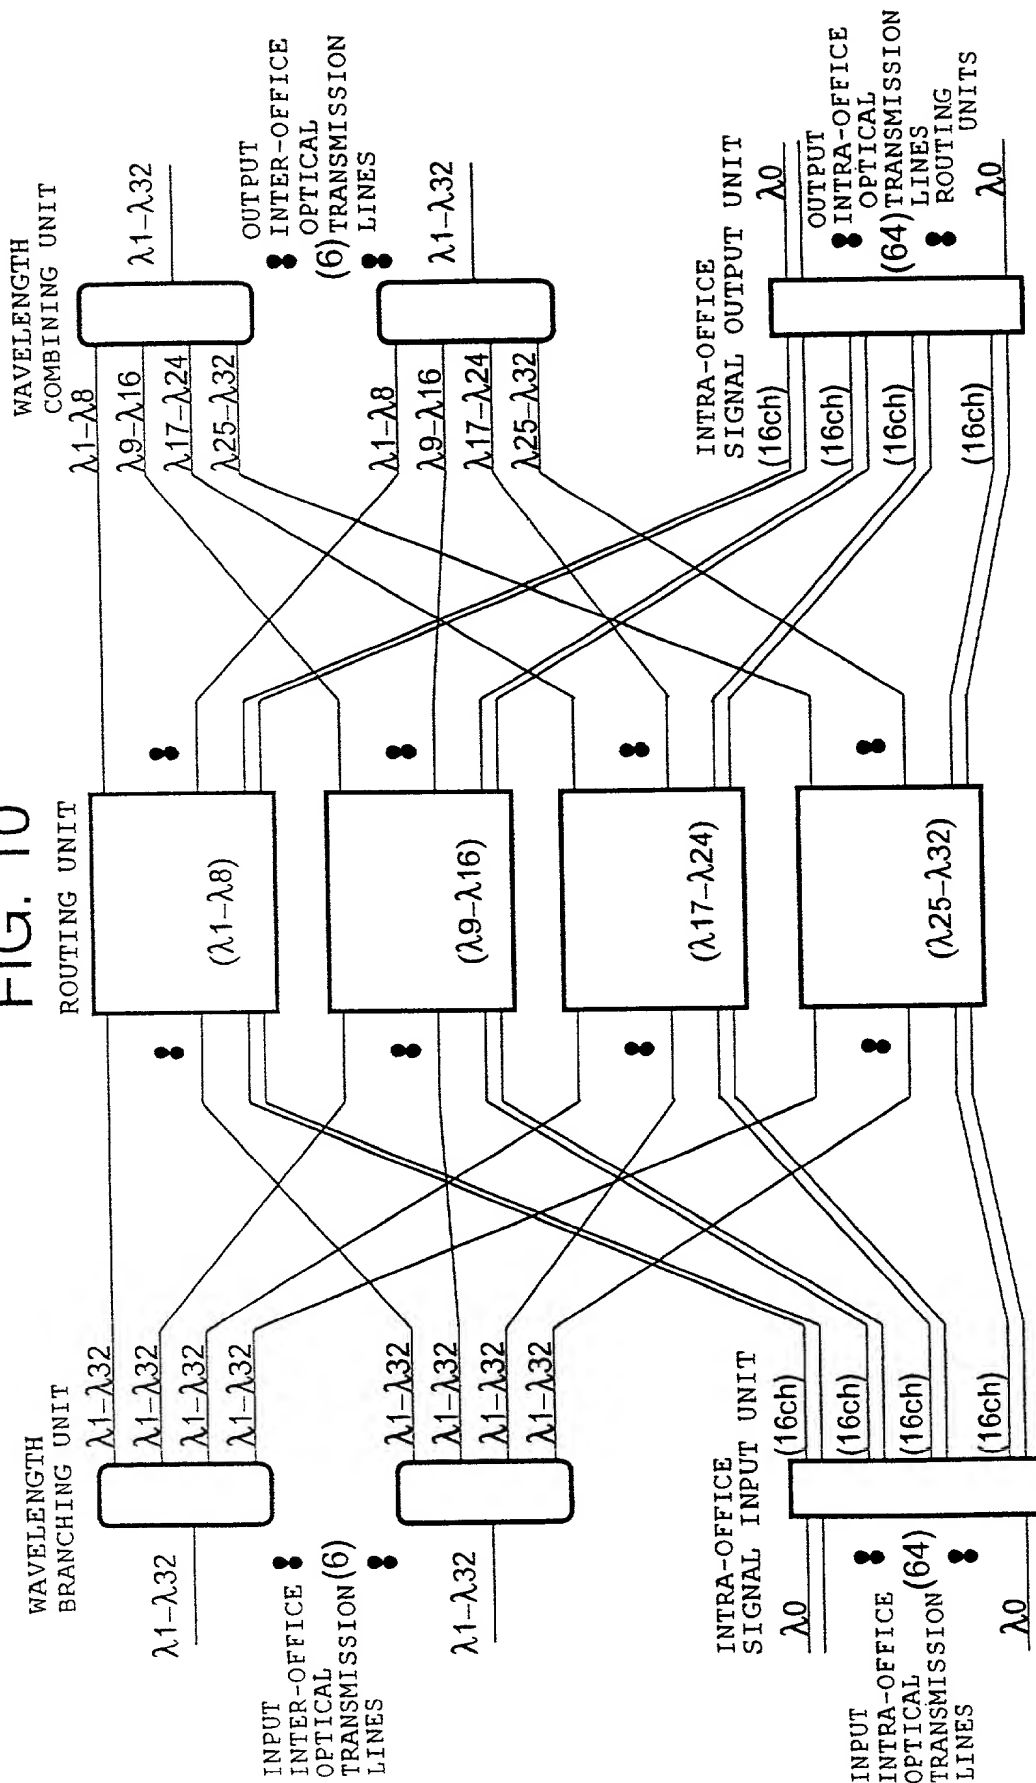 FIG. 10
WAVELENGTH
BRANCHING UNIT
ROUTING UNIT
WAVELENGTH
COMBINING UNIT
λ1-λ32
λ1-λ32
λ1-λ32
λ1-λ32
λ1-λ32
INPUT
INTER-OFFICE
OPTICAL
TRANSMISSION (6)
LINES
λ1-λ32
λ1-λ32
λ1-λ32
λ1-λ32
λ1-λ32
INTRA-OFFICE
SIGNAL INPUT UNIT
λ0
(16ch)
(16ch)
(16ch)
(16ch)
INPUT
INTRA-OFFICE
OPTICAL
TRANSMISSION (64)
LINES
λ0
(λ1-λ8)
(λ9-λ16)
(λ17-λ24)
(λ25-λ32)
λ1-λ8
λ9-λ16
λ17-λ24
λ25-λ32
λ1-λ32
OUTPUT
INTER-OFFICE
OPTICAL
(6) TRANSMISSION
LINES
λ1-λ8
λ9-λ16
λ17-λ24
λ25-λ32
λ1-λ32
INTRA-OFFICE
SIGNAL OUTPUT UNIT
(16ch)
(16ch)
(16ch)
(16ch)
λ0
OUTPUT
INTRA-OFFICE
OPTICAL
(64) TRANSMISSION
LINES
ROUTING
UNITS
λ0